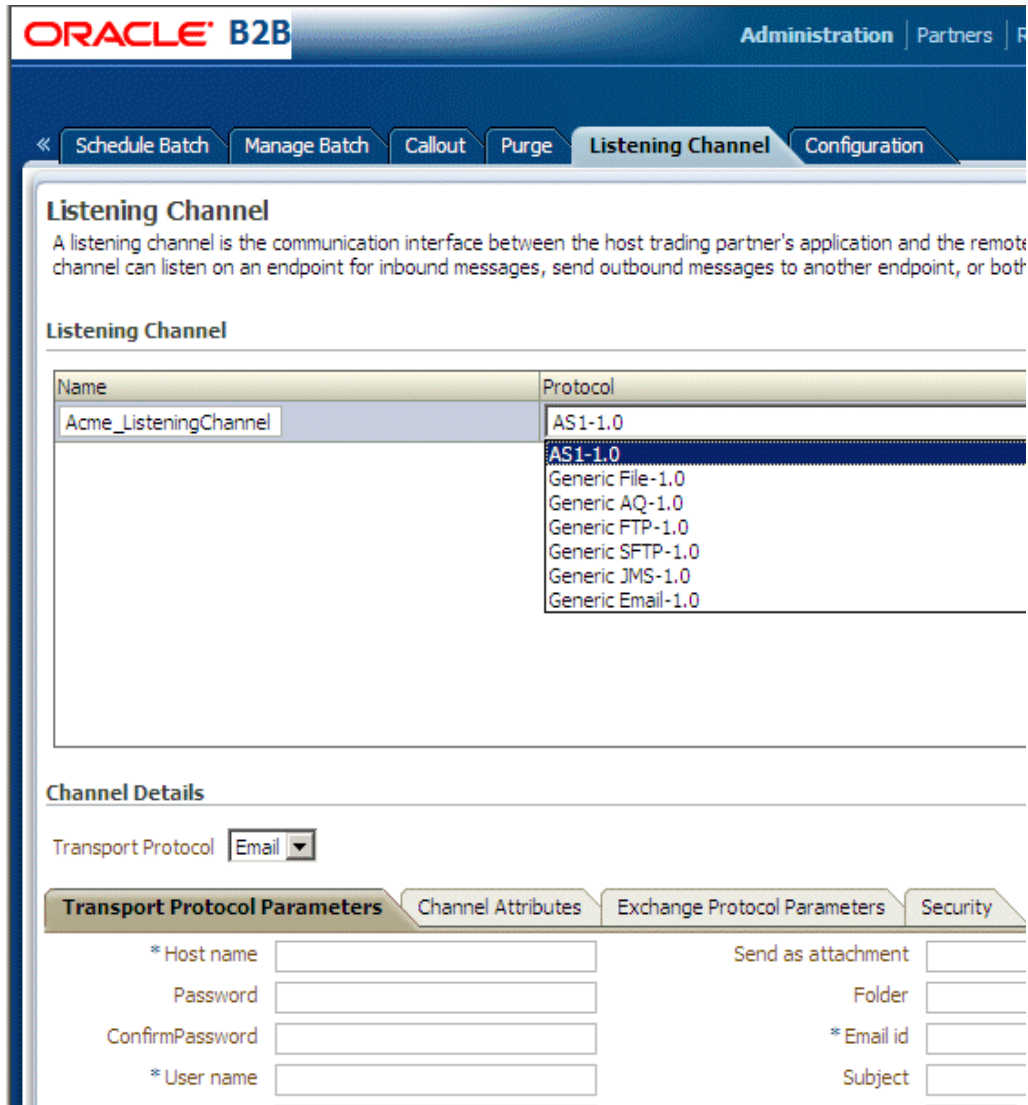 ORACLE B2B
Administration Partners R
« Schedule Batch Manage Batch Callout Purge Listening Channel Configuration
Listening Channel
A listening channel is the communication interface between the host trading partner's application and the remote
channel can listen on an endpoint for inbound messages, send outbound messages to another endpoint, or both
Listening Channel
Name Protocol
Acme_ListeningChannel AS1-1.0
AS1-1.0
Generic File-1.0
Generic AQ-1.0
Generic FTP-1.0
Generic SFTP-1.0
Generic JMS-1.0
Generic Email-1.0
Channel Details
Transport Protocol Email
Transport Protocol Parameters Channel Attributes Exchange Protocol Parameters Security
* Host name Send as attachment
Password Folder
ConfirmPassword * Email id
* User name Subject